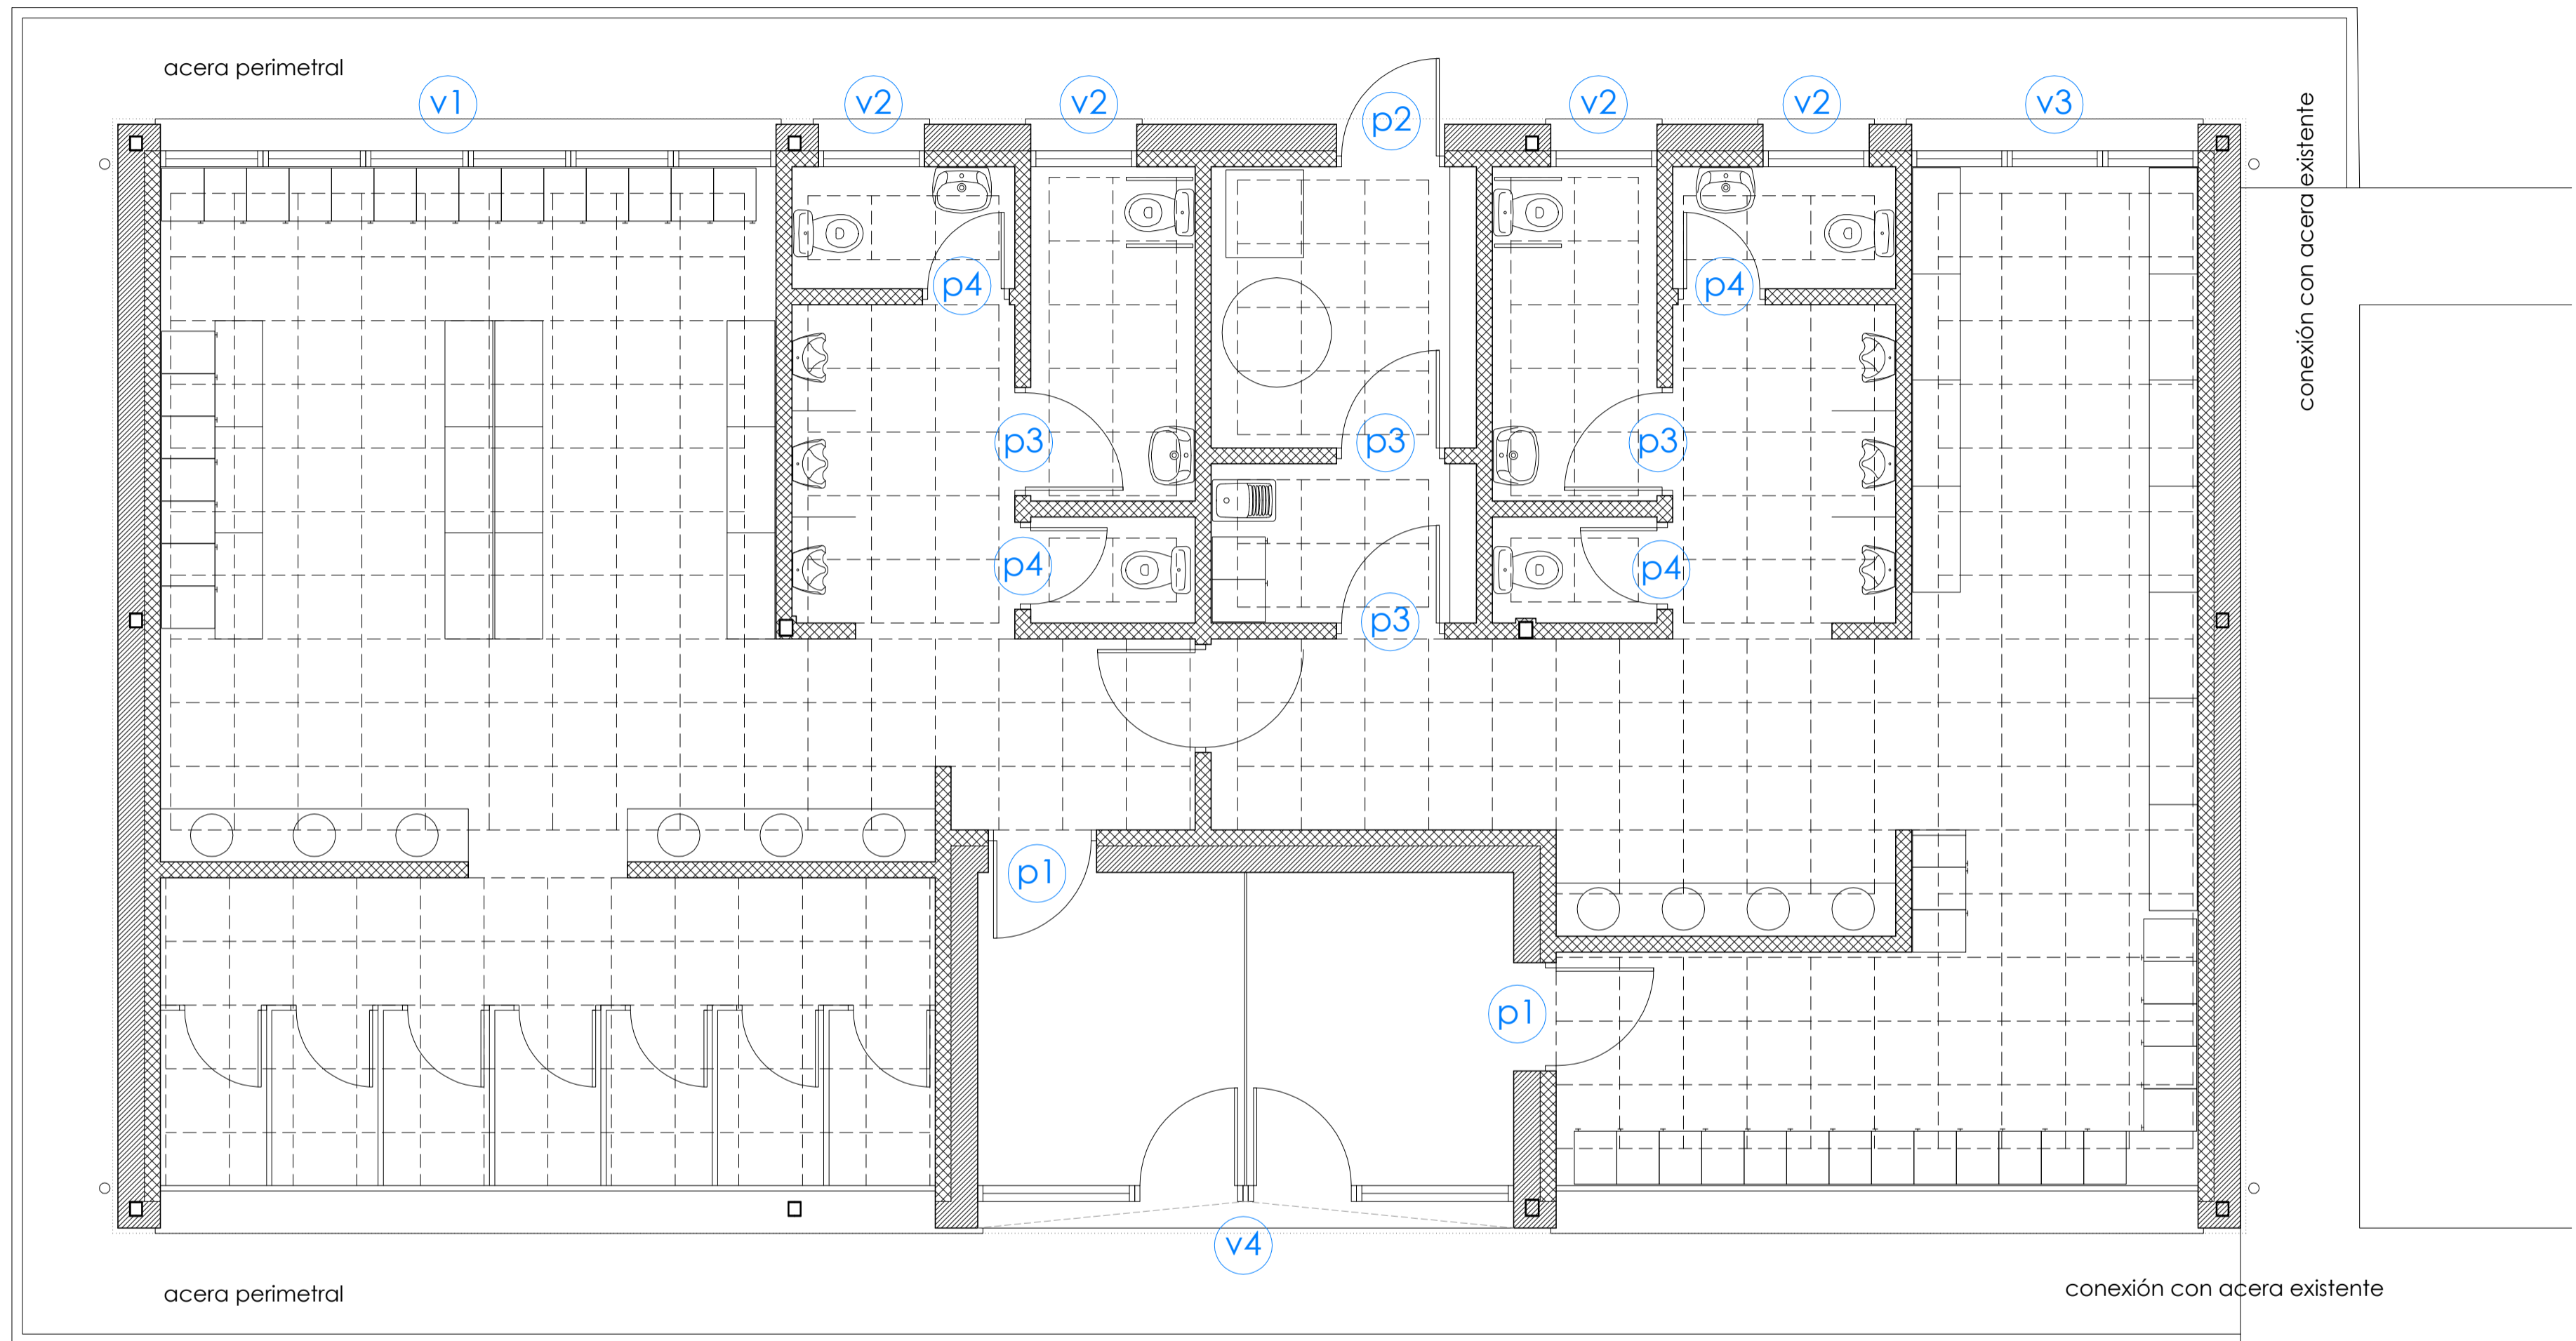 acera perimetral
v1
v2
v2
p2
v2
v2
v3
conexión con acera existente
p4
p4
p3
p3
p3
p4
p4
p3
p1
p1
v4
acera perimetral
conexión con acera existente